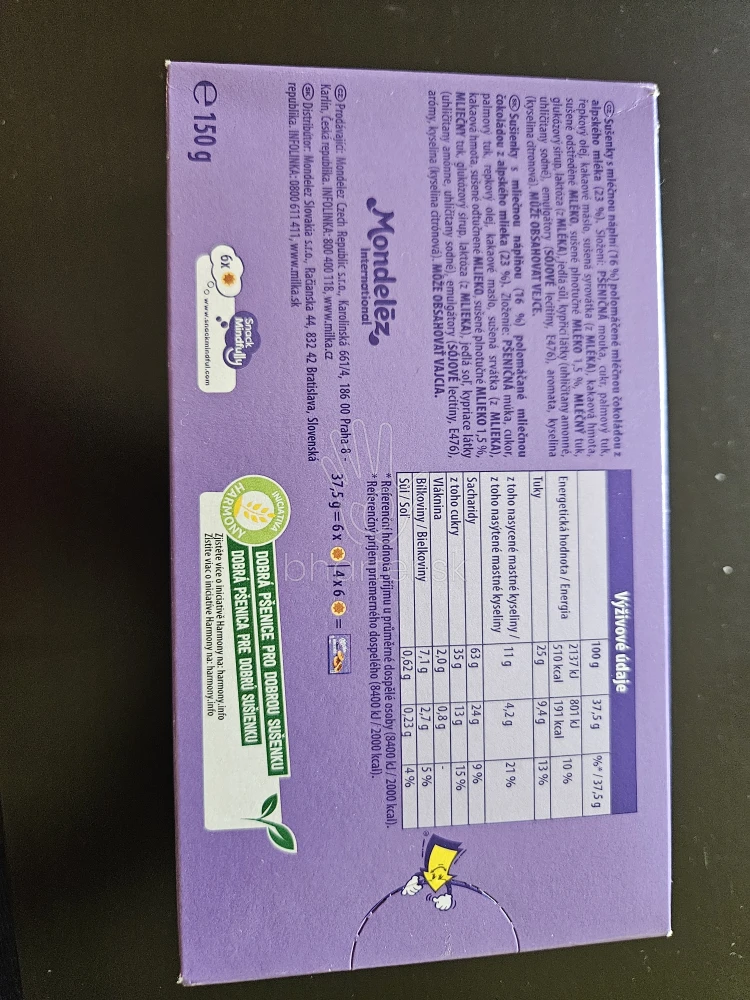 CZ Sušenky s mléčnou náplní (16 %) polomáčené mléčnou čokoládou z
alpského mléka (23 %). Složení: PŠENIČNÁ mouka, cukr, palmový tuk,
řepkový olej, kakaové máslo, sušená syrovátka (z MLÉKA), kakaová hmota,
sušené odstředěné MLÉKO, sušené plnotučné MLÉKO 1,5 %, MLÉČNÝ tuk,
glukózový sirup, laktóza (z MLÉKA), jedlá sůl, kypřicí látky (uhličitany amonné,
uhličitany sodné), emulgátory (SÓJOVÉ lecitiny, E476), aromata, kyselina
(kyselina citronová). MŮŽE OBSAHOVAT VEJCE.
SK Sušienky s mliečnou náplňou (16 %) polomáčané mliečnou
čokoládou z alpského mlieka (23 %). Zloženie: PŠENIČNÁ múka, cukor,
palmový tuk, repkový olej, kakaové maslo, sušená srvátka (z MLIEKA),
kakaová hmota, sušené odtučnené MLIEKO, sušené plnotučné MLIEKO 1,5 %,
MLIEČNY tuk, glukózový sirup, laktóza (z MLIEKA), jedlá soľ, kypriace látky
(uhličitany amónne, uhličitany sodné), emulgátory (SÓJOVÉ lecitíny, E476),
arómy, kyselina (kyselina citrónová). MÔŽE OBSAHOVAŤ VAJCIA.
Mondelēz
International
CZ Prodávající: Mondelez Czech Republic s.r.o., Karolinská 661/4, 186 00 Praha 8 -
Karlín, Česká republika. INFOLINKA: 800 400 118, www.milka.cz
SK Distribútor: Mondelez Slovakia s.r.o., Račianska 44, 832 42 Bratislava, Slovenská
republika. INFOLINKA: 0800 611 411, www.milka.sk
e 150 g
6x
Snack
Mindfully
www.snackmindful.com
Výživové údaje
100 g 37,5 g %* / 37,5 g
Energetická hodnota / Energia 2137 kJ 801 kJ
510 kcal 191 kcal 10 %
Tuky 25 g 9,4 g 13 %
z toho nasycené mastné kyseliny /
z toho nasýtené mastné kyseliny 11 g 4,2 g 21 %
Sacharidy 63 g 24 g 9 %
z toho cukry 35 g 13 g 15 %
Vláknina 2,0 g 0,8 g -
Bílkoviny / Bielkoviny 7,1 g 2,7 g 5 %
Sůl / Soľ 0,62 g 0,23 g 4 %
* Referenční hodnota příjmu u průměrné dospělé osoby (8400 kJ / 2000 kcal).
* Referenčný príjem priemerného dospelého (8400 kJ / 2000 kcal).
37,5 g = 6 x | 4 x 6 =
INICIATIVA
HARMONY
DOBRÁ PŠENICE PRO DOBROU SUŠENKU
DOBRÁ PŠENICA PRE DOBRÚ SUŠIENKU
Zjistěte více o iniciativě Harmony na: harmony.info
Zistite viac o iniciatíve Harmony na: harmony.info